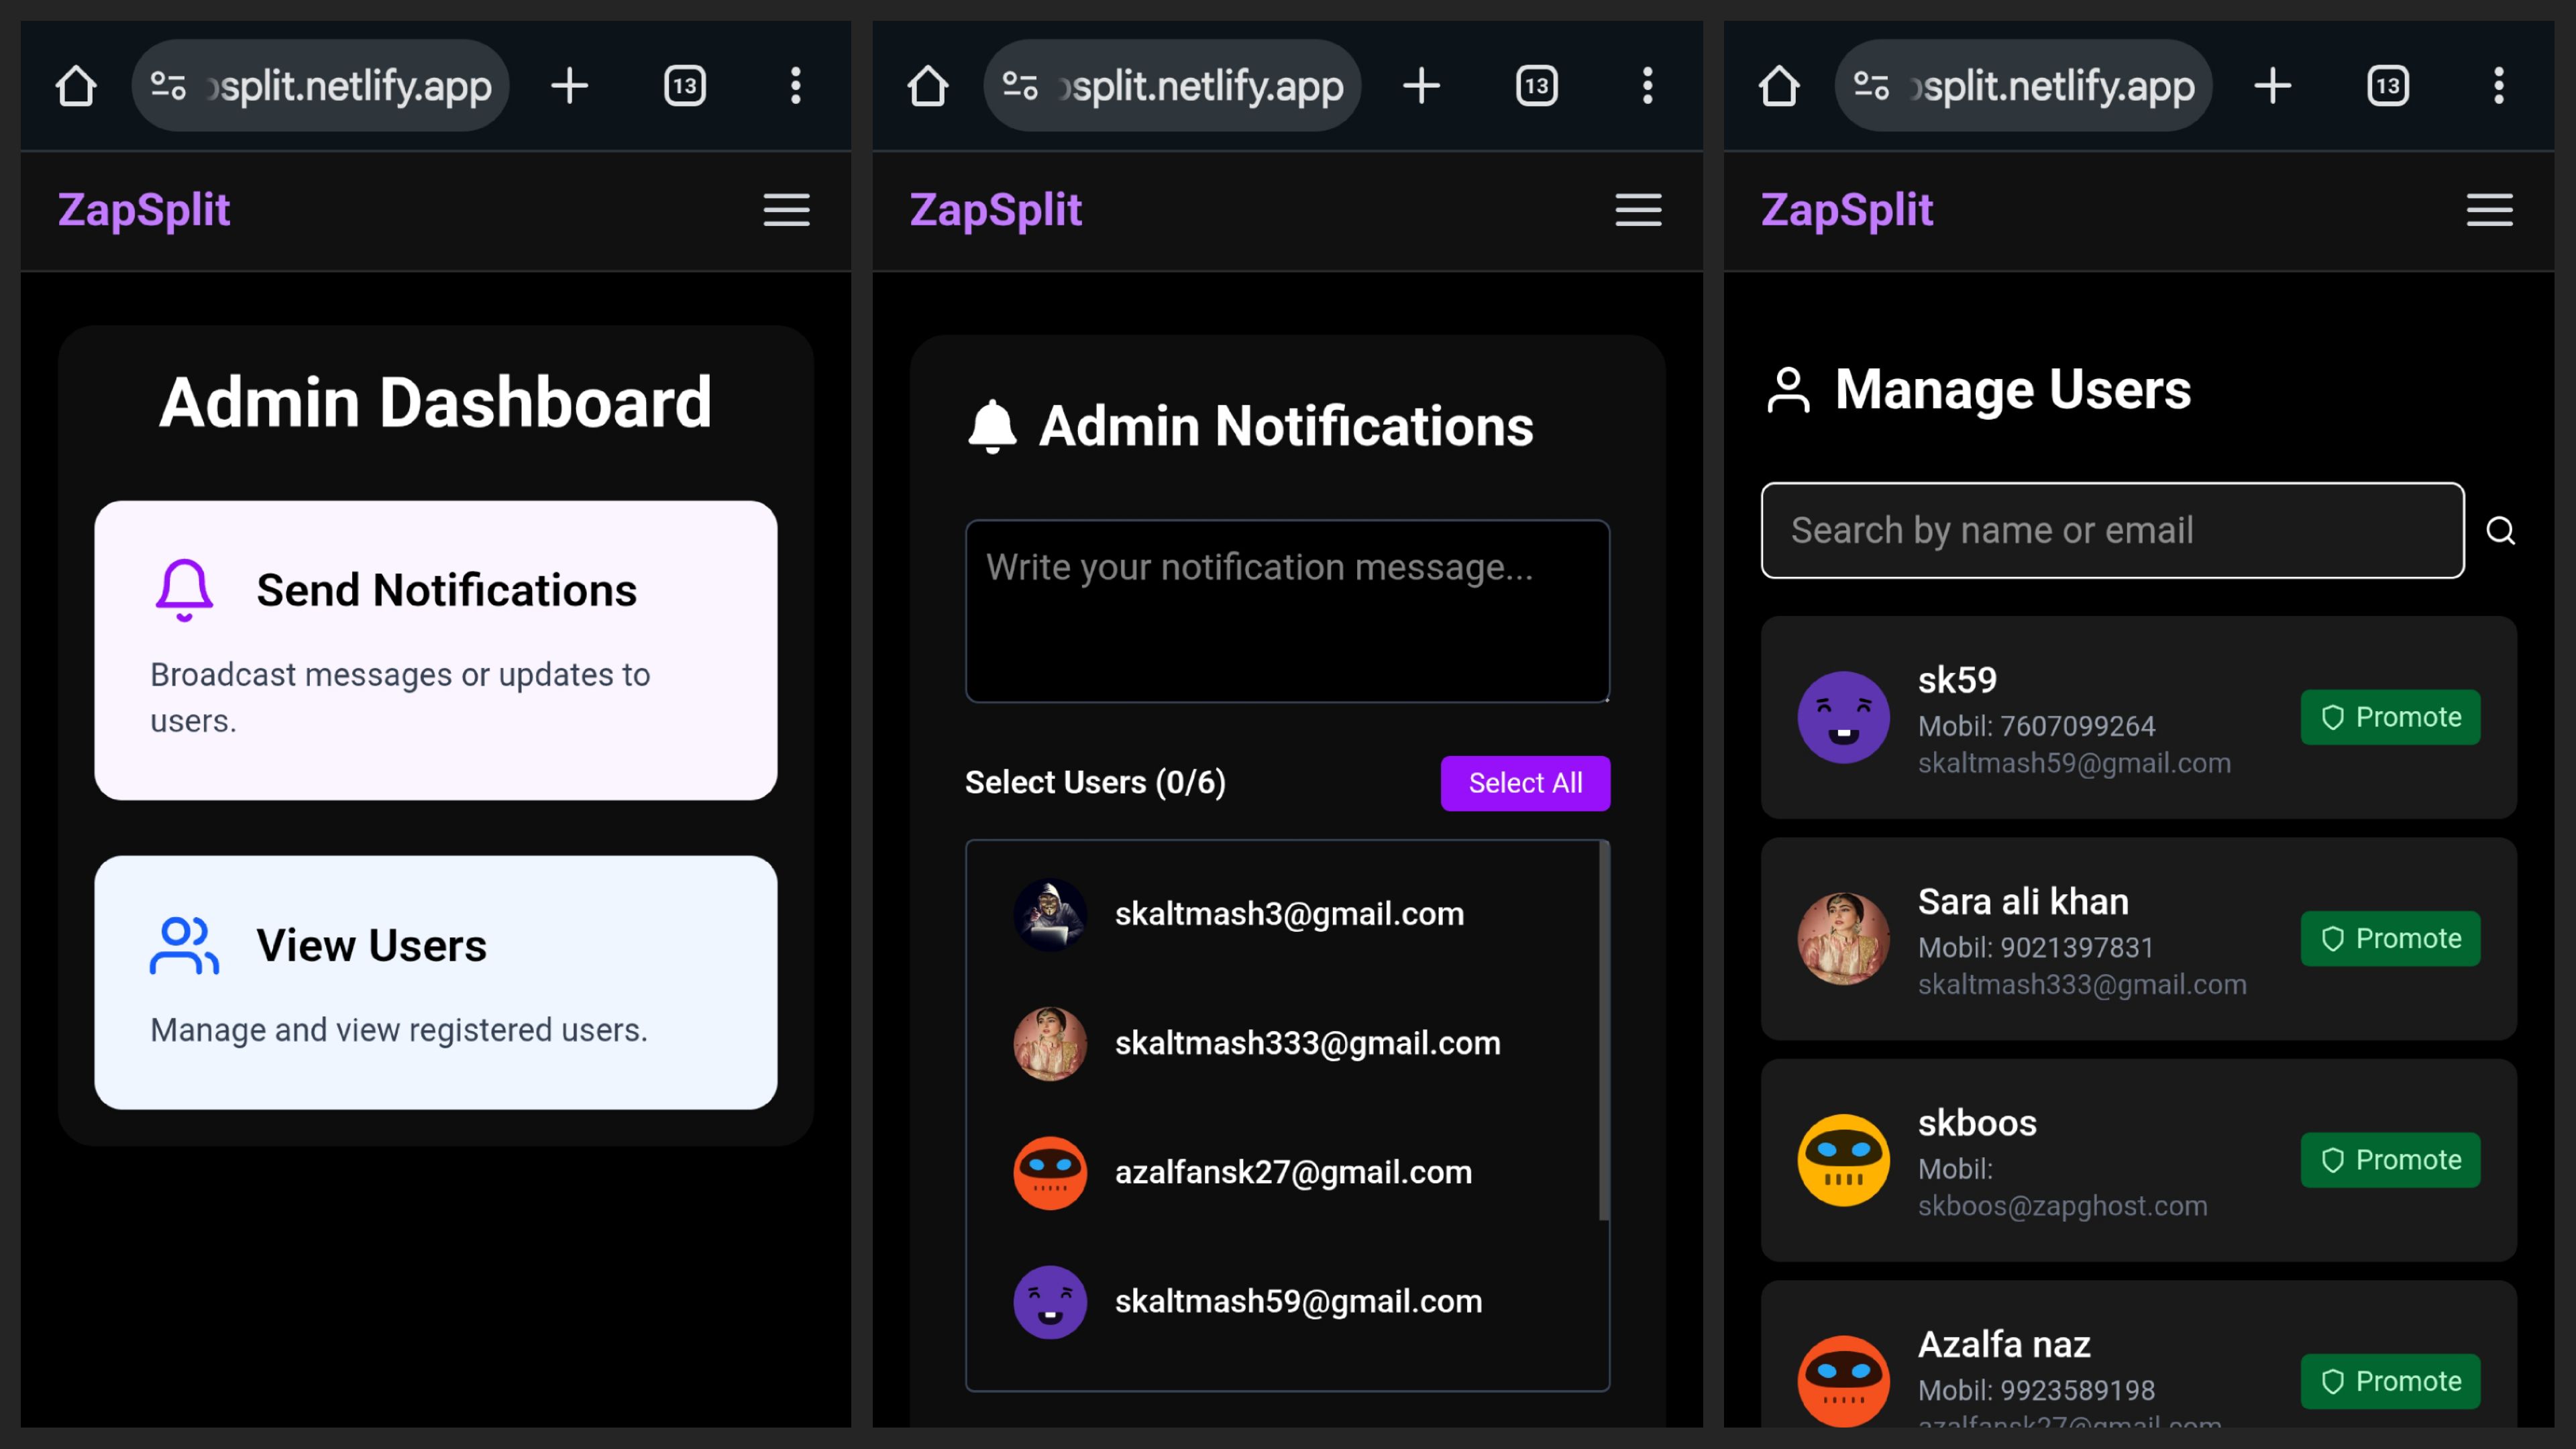 split.netlify.app
13
ZapSplit
Admin Dashboard
Send Notifications
Broadcast messages or updates to
users.
View Users
Manage and view registered users.
split.netlify.app
13
ZapSplit
Admin Notifications
Write your notification message...
Select Users (0/6)
Select All
skaltmash3@gmail.com
skaltmash333@gmail.com
azalfansk27@gmail.com
skaltmash59@gmail.com
split.netlify.app
13
ZapSplit
Manage Users
Search by name or email
sk59
Mobil: 7607099264
skaltmash59@gmail.com
Promote
Sara ali khan
Mobil: 9021397831
skaltmash333@gmail.com
Promote
skboos
Mobil:
skboos@zapghost.com
Promote
Azalfa naz
Mobil: 9923589198
azalfansk27@gmail.com
Promote